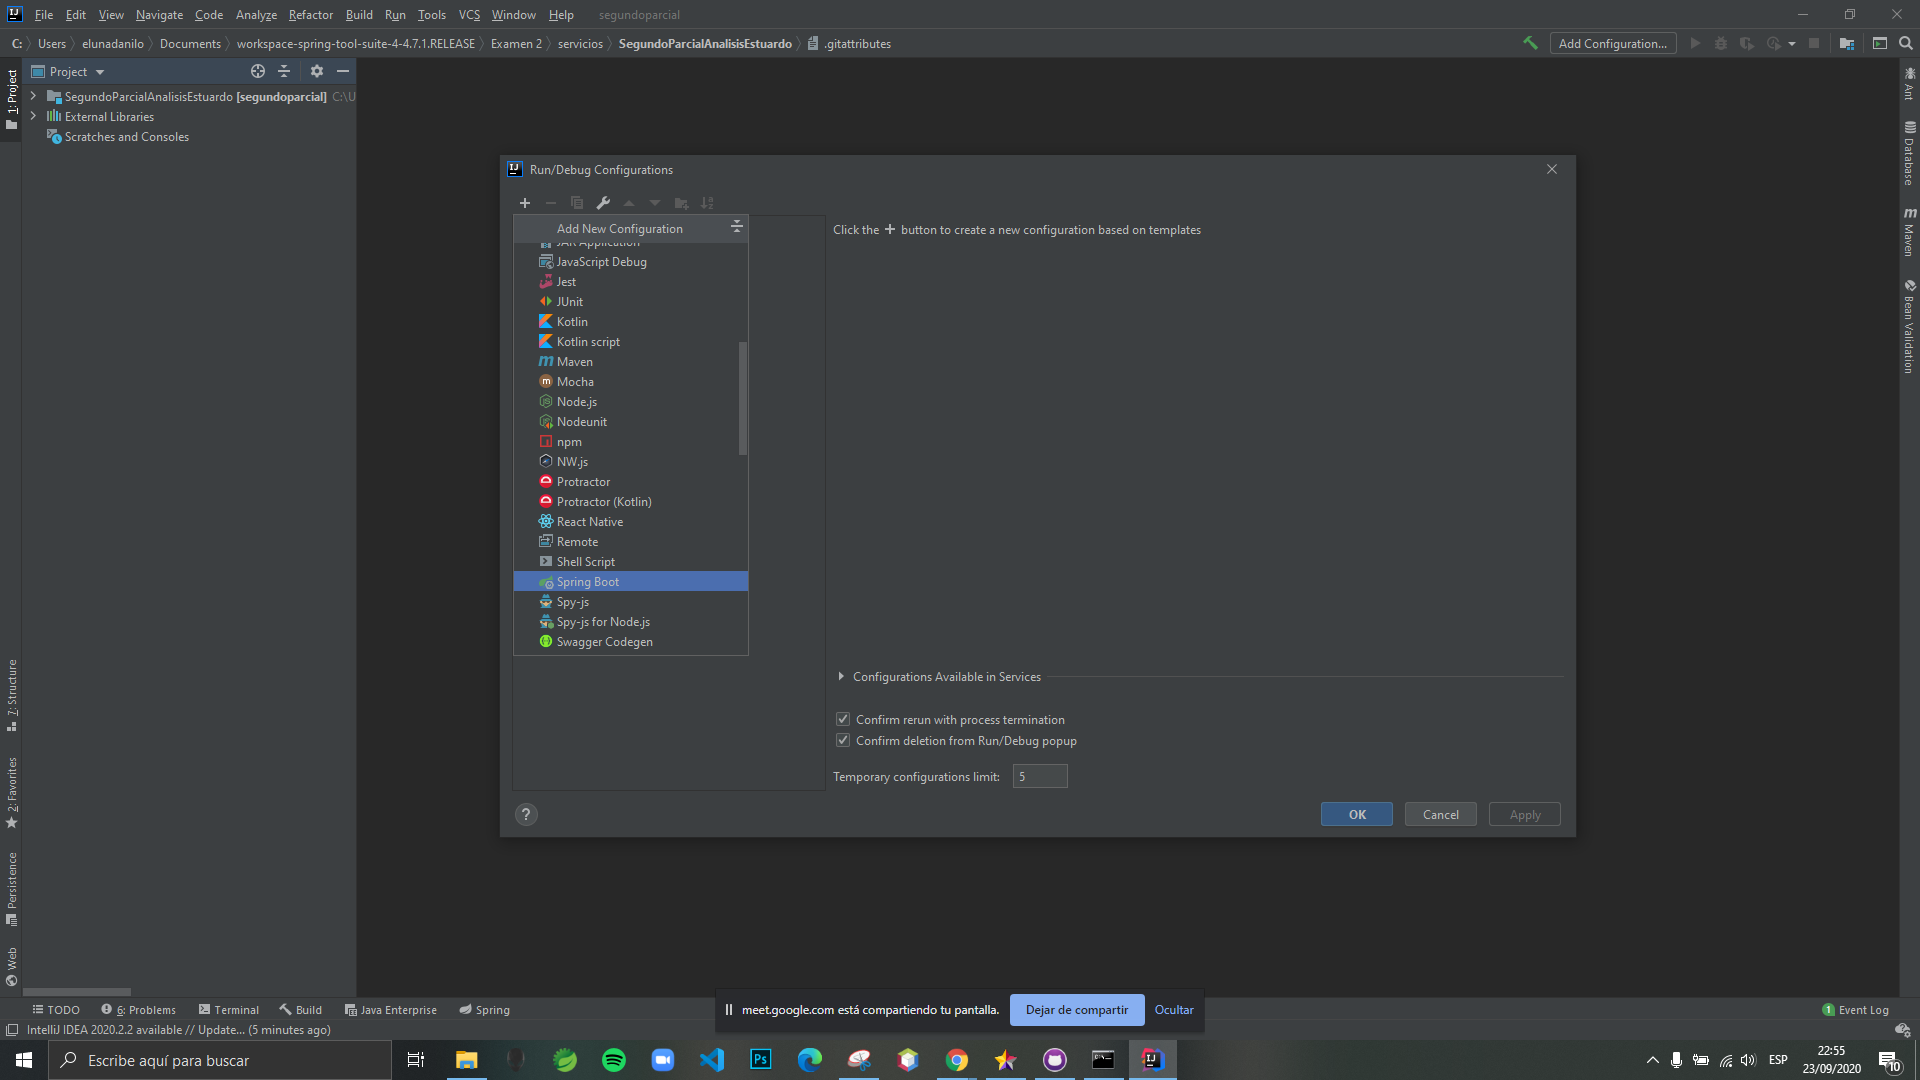 File Edit View Navigate Code Analyze Refactor Build Run Tools VCS Window Help segundoparcial
C: Users elunadanilo Documents workspace-spring-tool-suite-4-4.7.1.RELEASE Examen 2 servicios SegundoParcialAnalisisEstuardo .gitattributes
Add Configuration...
Project
SegundoParcialAnalisisEstuardo [segundoparcial] C:\U
External Libraries
Scratches and Consoles
1: Project
7: Structure
2: Favorites
Persistence
Web
Run/Debug Configurations
Add New Configuration
JAR Application
JavaScript Debug
Jest
JUnit
Kotlin
Kotlin script
Maven
Mocha
Node.js
Nodeunit
npm
NW.js
Protractor
Protractor (Kotlin)
React Native
Remote
Shell Script
Spring Boot
Spy-js
Spy-js for Node.js
Swagger Codegen
Click the + button to create a new configuration based on templates
Configurations Available in Services
Confirm rerun with process termination
Confirm deletion from Run/Debug popup
Temporary configurations limit: 5
?
OK Cancel Apply
Ant
Database
Maven
Bean Validation
TODO 6: Problems Terminal Build Java Enterprise Spring
1 Event Log
IntelliJ IDEA 2020.2.2 available // Update... (5 minutes ago)
meet.google.com está compartiendo tu pantalla. Dejar de compartir Ocultar
Escribe aquí para buscar
ESP
22:55
23/09/2020
10